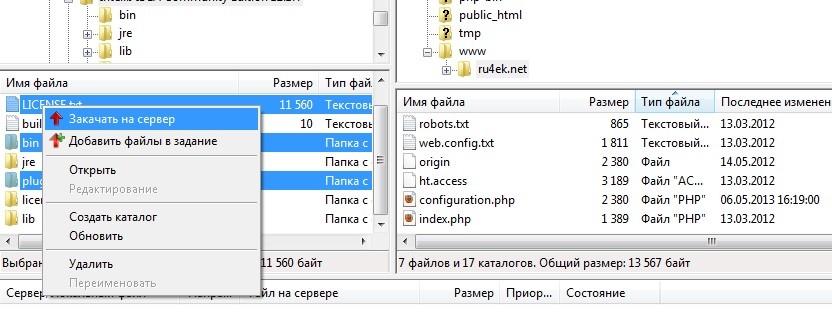 bin
jre
lib
php-bin
public_html
tmp
www
ru4ek.net
Имя файла Размер Тип файла
LICENSE.txt 11 560 Текстовы
buil 10 Текстовы
bin Папка с
jre Папка с
plug Папка с
licen Папка с
lib Папка с
Выбран 11 560 байт
Закачать на сервер
Добавить файлы в задание
Открыть
Редактирование
Создать каталог
Обновить
Удалить
Переименовать
Имя файла Размер Тип файла Последнее изменен
robots.txt 865 Текстовый... 13.03.2012
web.config.txt 1 811 Текстовый... 13.03.2012
origin 2 380 Файл 14.05.2012
ht.access 3 189 Файл "AC... 13.03.2012
configuration.php 2 380 Файл "PHP" 06.05.2013 16:19:00
index.php 1 389 Файл "PHP" 13.03.2012
7 файлов и 17 каталогов. Общий размер: 13 567 байт
Сервер на сервере Размер Приор... Состояние